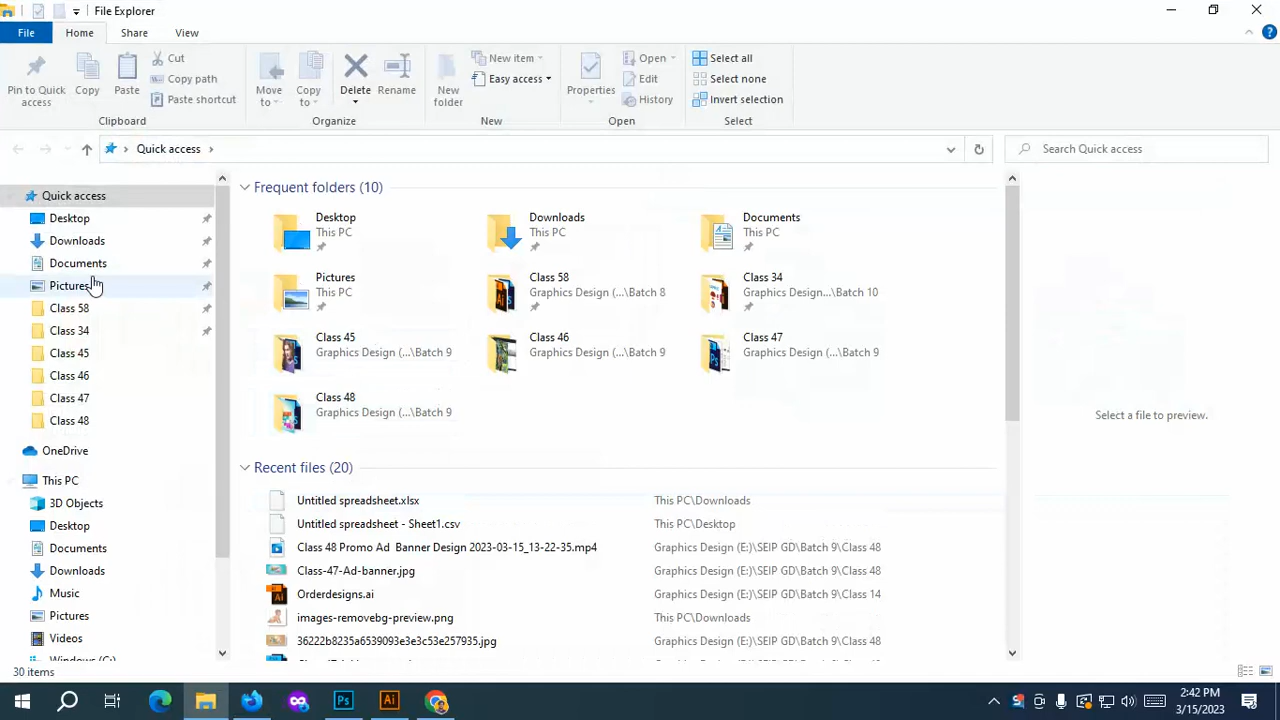 File Explorer
File Home Share View
Pin to Quick access
Copy
Paste
Cut
Copy path
Paste shortcut
Clipboard
Move to
Copy to
Delete
Rename
Organize
New folder
New item
Easy access
New
Properties
Open
Edit
History
Open
Select all
Select none
Invert selection
Select
Quick access
Search Quick access
Quick access
Desktop
Downloads
Documents
Pictures
Class 58
Class 34
Class 45
Class 46
Class 47
Class 48
OneDrive
This PC
3D Objects
Desktop
Documents
Downloads
Music
Pictures
Videos
Windows (C:)
Frequent folders (10)
Desktop
This PC
Downloads
This PC
Documents
This PC
Pictures
This PC
Class 58
Graphics Design (...\Batch 8
Class 34
Graphics Design...\Batch 10
Class 45
Graphics Design (...\Batch 9
Class 46
Graphics Design (...\Batch 9
Class 47
Graphics Design (...\Batch 9
Class 48
Graphics Design (...\Batch 9
Recent files (20)
Untitled spreadsheet.xlsx This PC\Downloads
Untitled spreadsheet - Sheet1.csv This PC\Desktop
Class 48 Promo Ad Banner Design 2023-03-15_13-22-35.mp4 Graphics Design (E:)\SEIP GD\Batch 9\Class 48
Class-47-Ad-banner.jpg Graphics Design (E:)\SEIP GD\Batch 9\Class 48
Orderdesigns.ai Graphics Design (E:)\SEIP GD\Batch 9\Class 14
images-removebg-preview.png This PC\Downloads
36222b8235a6539093e3e3c53e257935.jpg Graphics Design (E:)\SEIP GD\Batch 9\Class 48
Select a file to preview.
30 items
Ps
Ai
2:42 PM
3/15/2023